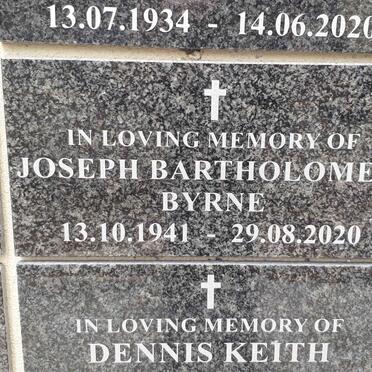 13.07.1934 - 14.06.2020
IN LOVING MEMORY OF
JOSEPH BARTHOLOME
BYRNE
13.10.1941 - 29.08.2020
IN LOVING MEMORY OF
DENNIS KEITH